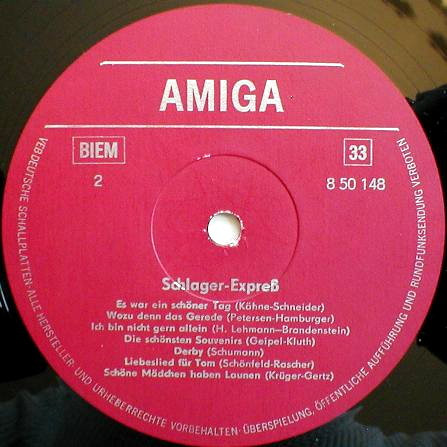 AMIGA
BIEM
33
2
8 50 148
Schlager-Expreß
Es war ein schöner Tag (Kähne-Schneider)
Wozu denn das Gerede (Petersen-Hamburger)
Ich bin nicht gern allein (H. Lehmann-Brandenstein)
Die schönsten Souvenirs (Geipel-Kluth)
Derby (Schumann)
Liebeslied für Tom (Schönfeld-Rascher)
Schöne Mädchen haben Launen (Krüger-Gertz)
VEB DEUTSCHE SCHALLPLATTEN·ALLE HERSTELLER- UND URHEBERRECHTE VORBEHALTEN·ÜBERSPIELUNG, ÖFFENTLICHE AUFFÜHRUNG UND RUNDFUNKSENDUNG VERBOTEN